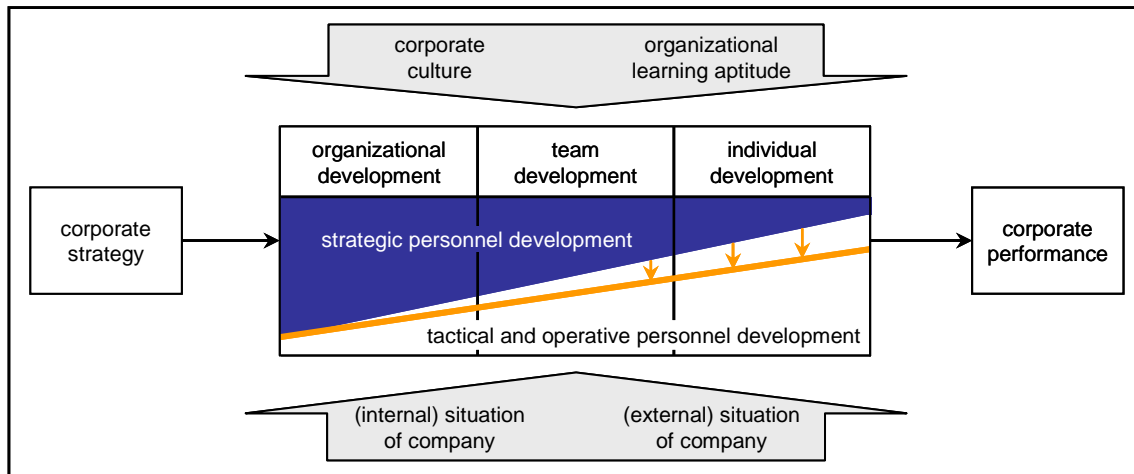 corporate
culture
organizational
learning aptitude
organizational
development
team
development
individual
development
corporate
strategy
strategic personnel development
corporate
performance
tactical and operative personnel development
(internal) situation
of company
(external) situation
of company